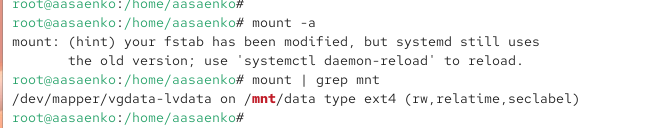 root@aasaenko:/home/aasaenko#
root@aasaenko:/home/aasaenko# mount -a
mount: (hint) your fstab has been modified, but systemd still uses
       the old version; use 'systemctl daemon-reload' to reload.
root@aasaenko:/home/aasaenko# mount | grep mnt
/dev/mapper/vgdata-lvdata on /mnt/data type ext4 (rw,relatime,seclabel)
root@aasaenko:/home/aasaenko#